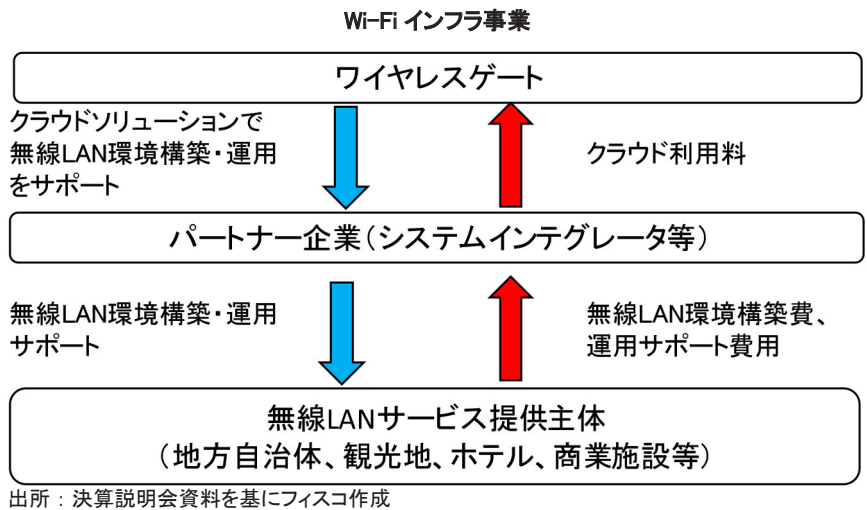 Wi-Fi インフラ事業
ワイヤレスゲート
クラウドソリューションで
無線LAN環境構築・運用
をサポート
クラウド利用料
パートナー企業(システムインテグレータ等)
無線LAN環境構築・運用
サポート
無線LAN環境構築費、
運用サポート費用
無線LANサービス提供主体
(地方自治体、観光地、ホテル、商業施設等)
出所：決算説明会資料を基にフィスコ作成